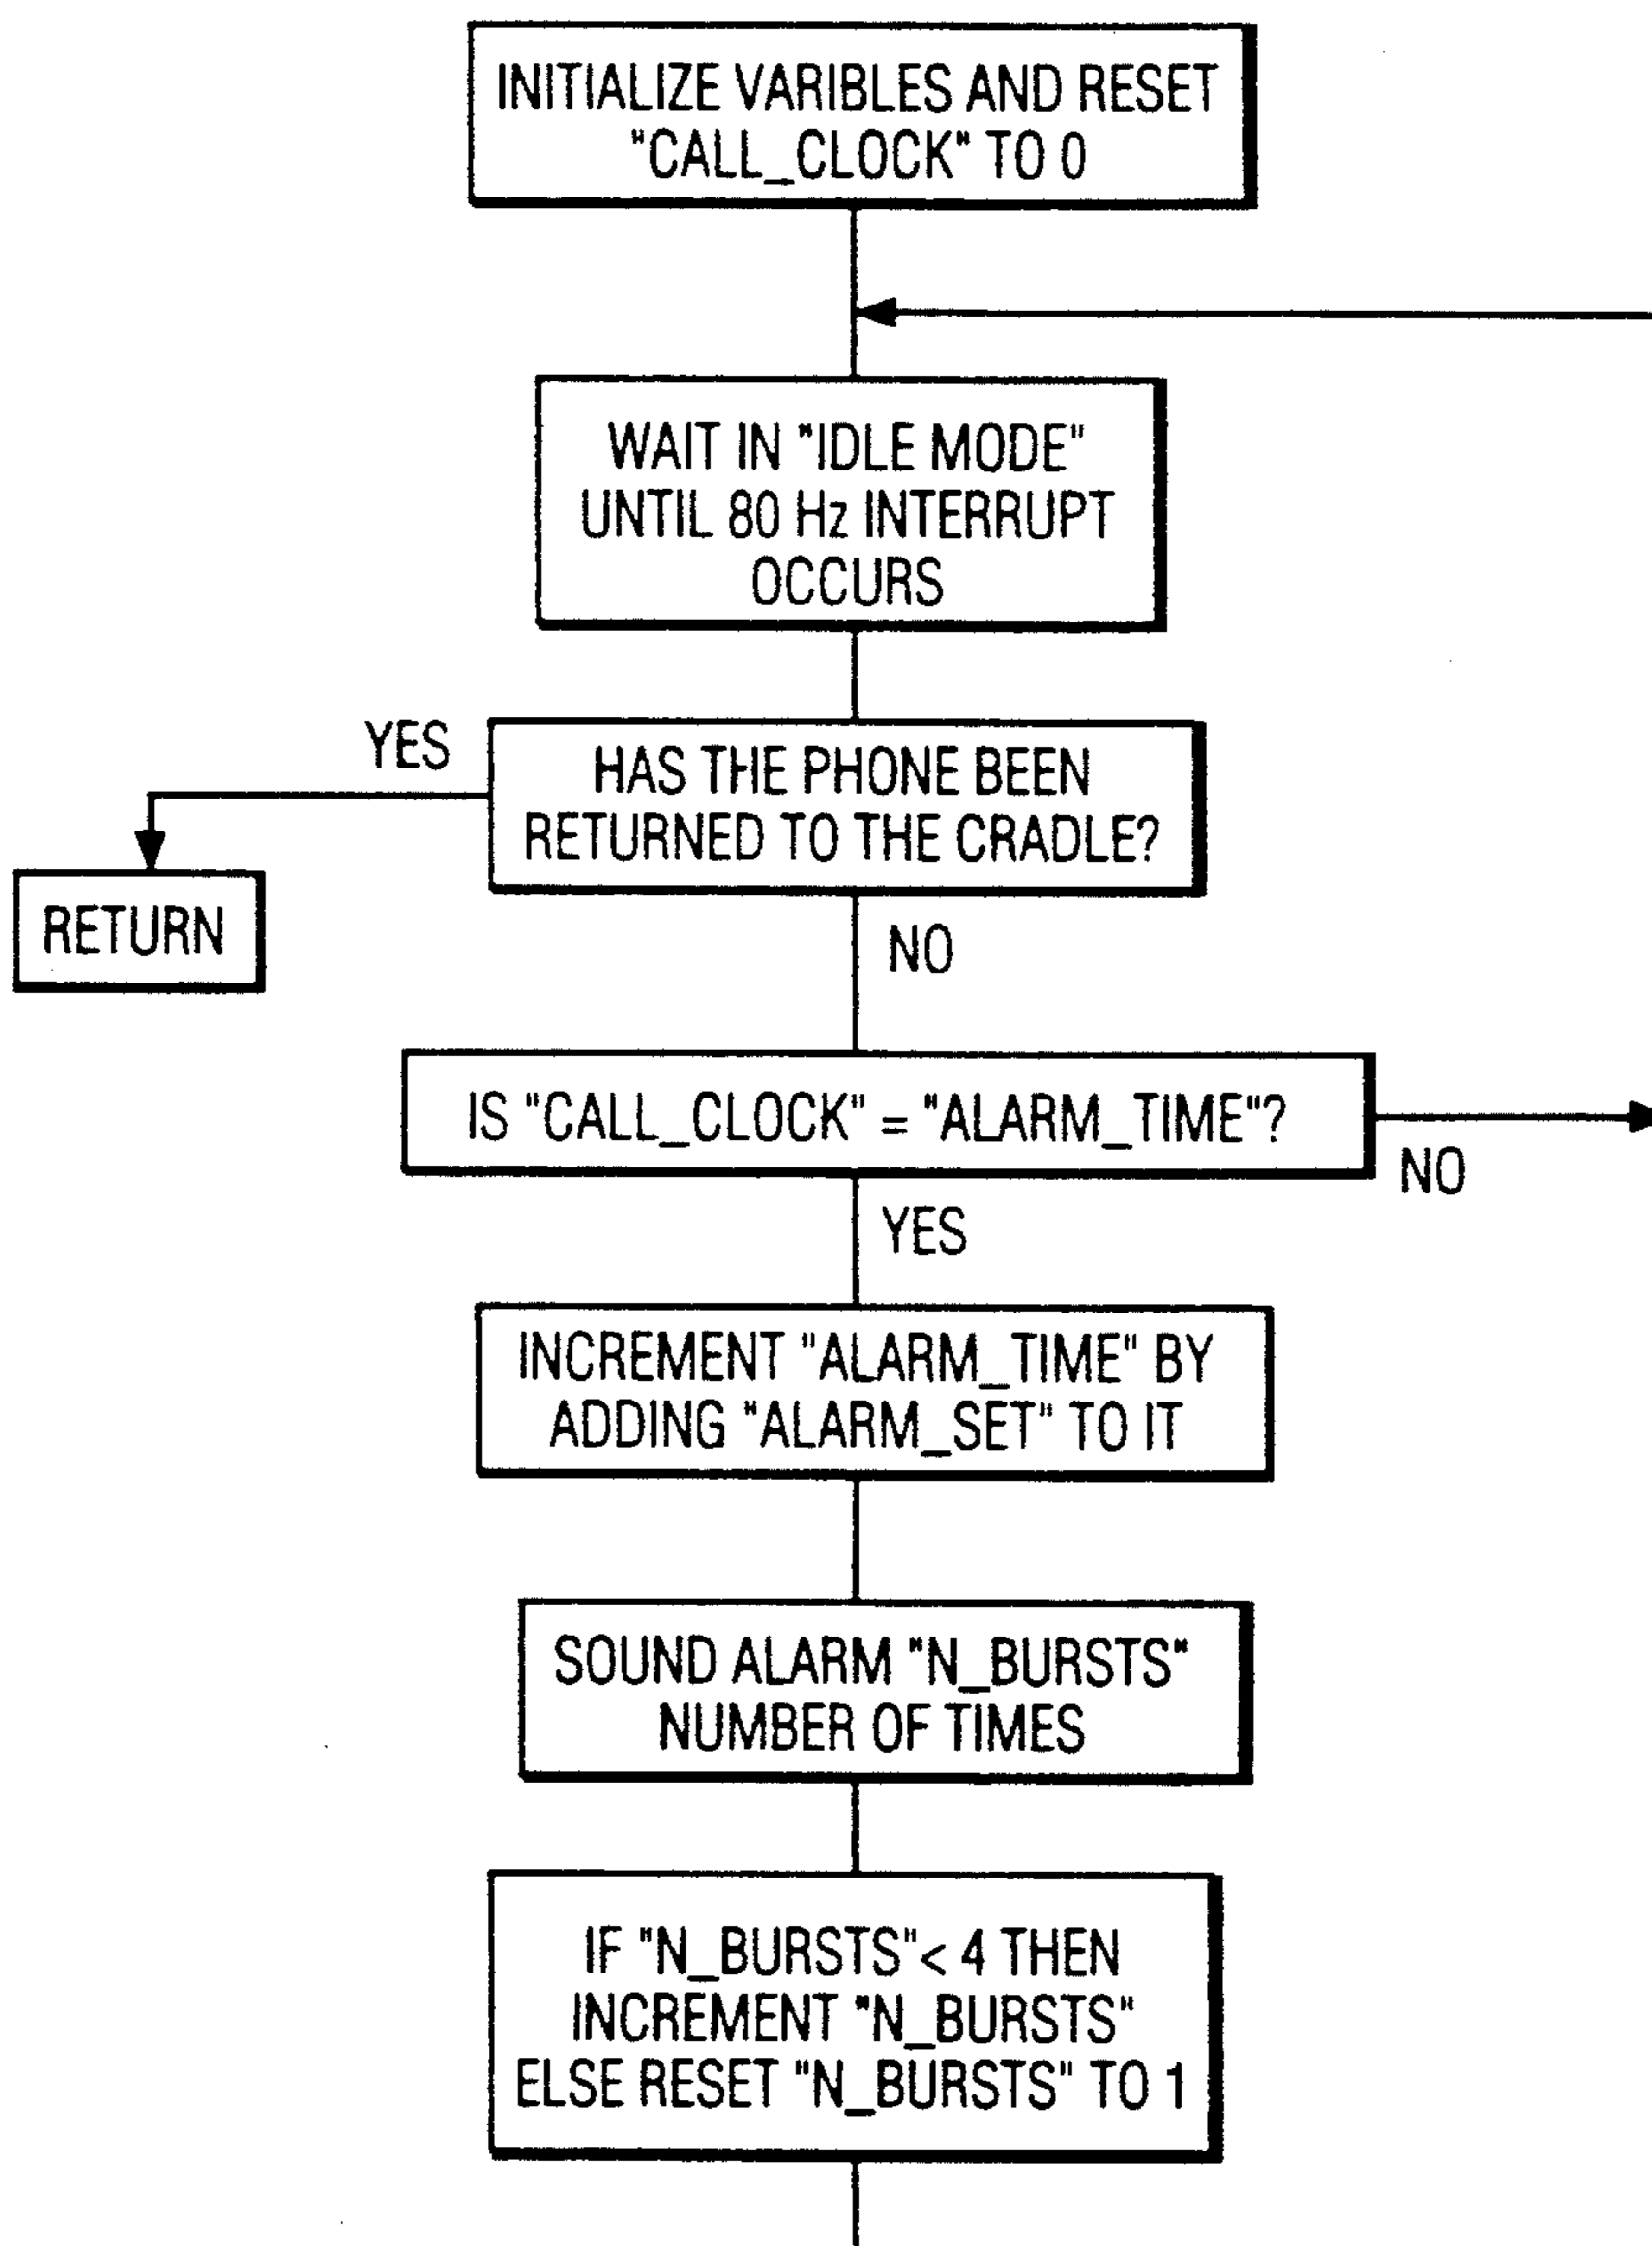 INITIALIZE VARIBLES AND RESET
"CALL_CLOCK" TO 0
WAIT IN "IDLE MODE"
UNTIL 80 Hz INTERRUPT
OCCURS
YES
HAS THE PHONE BEEN
RETURNED TO THE CRADLE?
RETURN
NO
IS "CALL_CLOCK" = "ALARM_TIME"?
NO
YES
INCREMENT "ALARM_TIME" BY
ADDING "ALARM_SET" TO IT
SOUND ALARM "N_BURSTS"
NUMBER OF TIMES
IF "N_BURSTS"< 4 THEN
INCREMENT "N_BURSTS"
ELSE RESET "N_BURSTS" TO 1